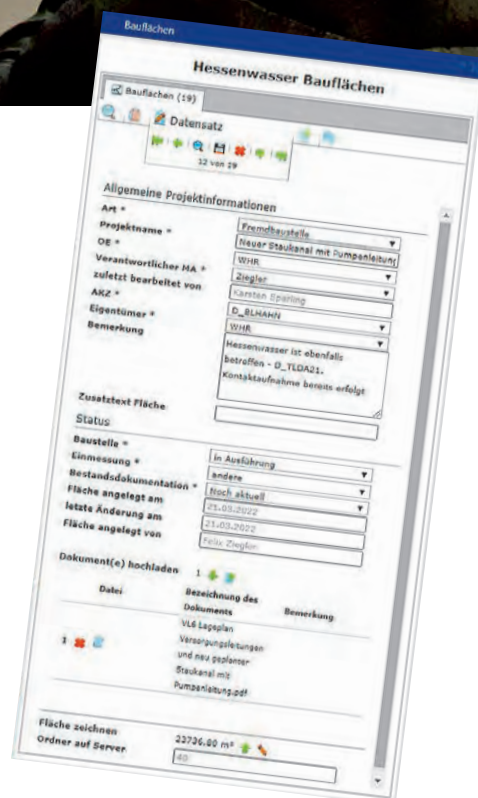 Bauflächen
Hessenwasser Bauflächen
Bauflächen (19)
Datensatz
12 von 19
Allgemeine Projektinformationen
Art * Fremdbaustelle
Projektname * Neuer Staukanal mit Pumpenleitung
OE * WHR
Verantwortlicher MA * Ziegler
zuletzt bearbeitet von Karsten Sperling
AKZ * D_BLHAHN
Eigentümer * WHR
Bemerkung Hessenwasser ist ebenfalls
betroffen - D_TLDA21.
Kontaktaufnahme bereits erfolgt
Zusatztext Fläche
Status
Baustelle * in Ausführung
Einmessung * andere
Bestandsdokumentation * Noch aktuell
Fläche angelegt am 21.03.2022
letzte Änderung am 21.03.2022
Fläche angelegt von Felix Ziegler
Dokument(e) hochladen 1
Datei Bezeichnung des Dokuments Bemerkung
1 VL6 Lageplan
Versorgungsleitungen
und neu geplanter
Staukanal mit
Pumpenleitung.pdf
Fläche zeichnen 33736.80 m²
Ordner auf Server 40